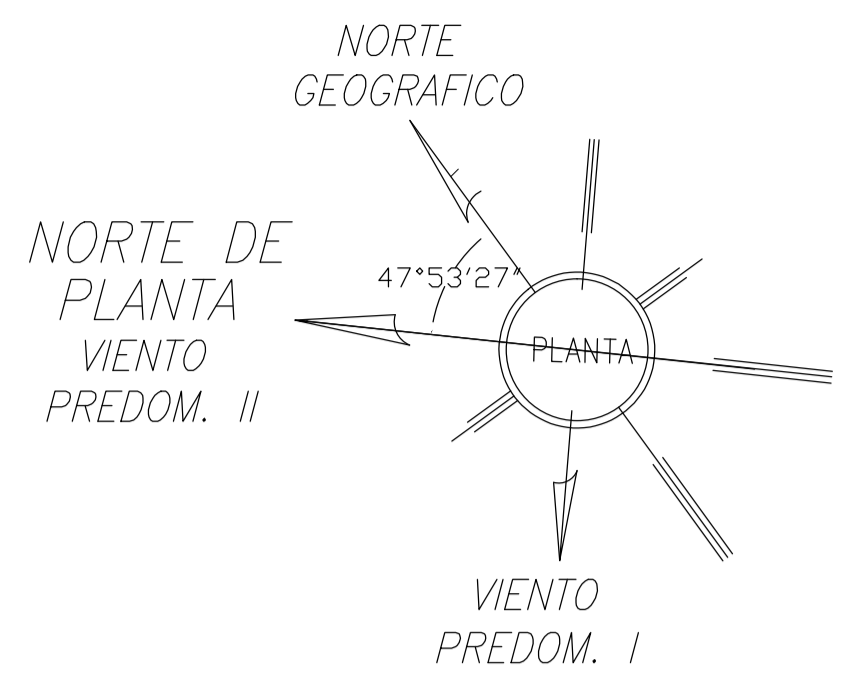 NORTE
GEOGRAFICO
NORTE DE
PLANTA
VIENTO
PREDOM. II
47°53'27"
PLANTA
VIENTO
PREDOM. I